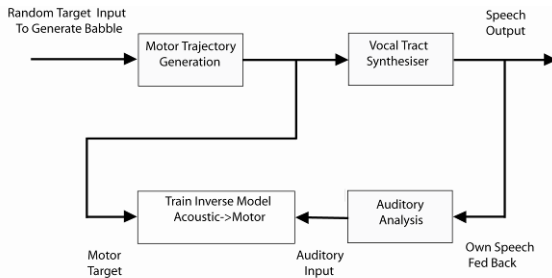 Random Target Input
To Generate Babble
Motor Trajectory
Generation
Vocal Tract
Synthesiser
Speech
Output
Train Inverse Model
Acoustic->Motor
Auditory
Analysis
Motor
Target
Auditory
Input
Own Speech
Fed Back